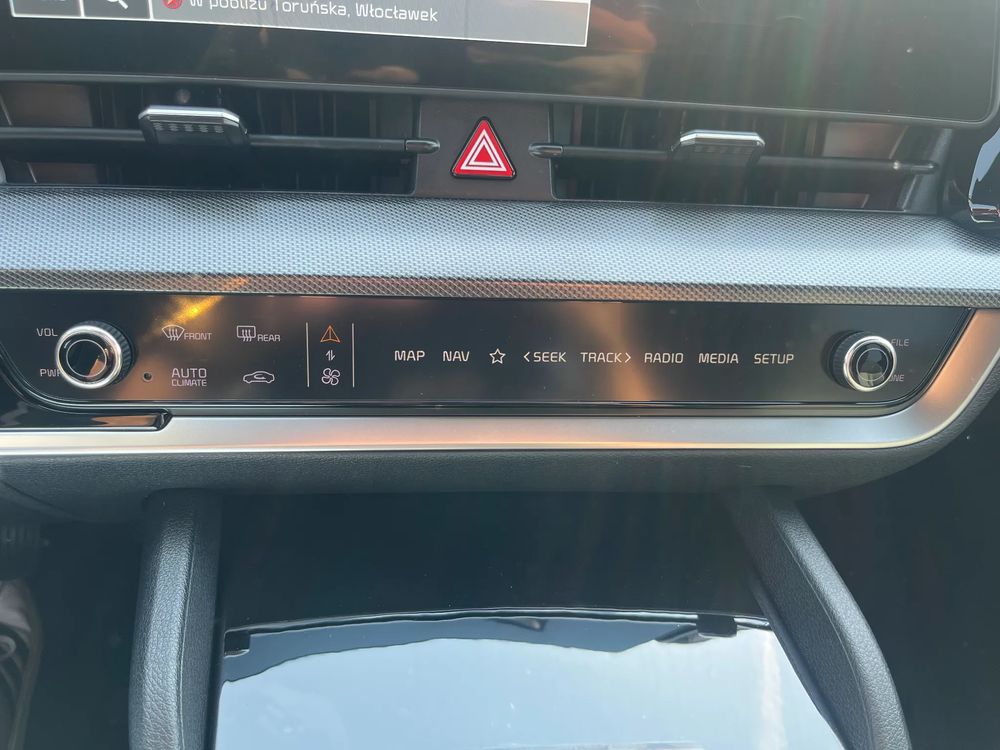 W pobliżu Toruńska, Włocławek
VOL
PWR
FRONT
REAR
AUTO
CLIMATE
MAP NAV <SEEK TRACK> RADIO MEDIA SETUP
FILE